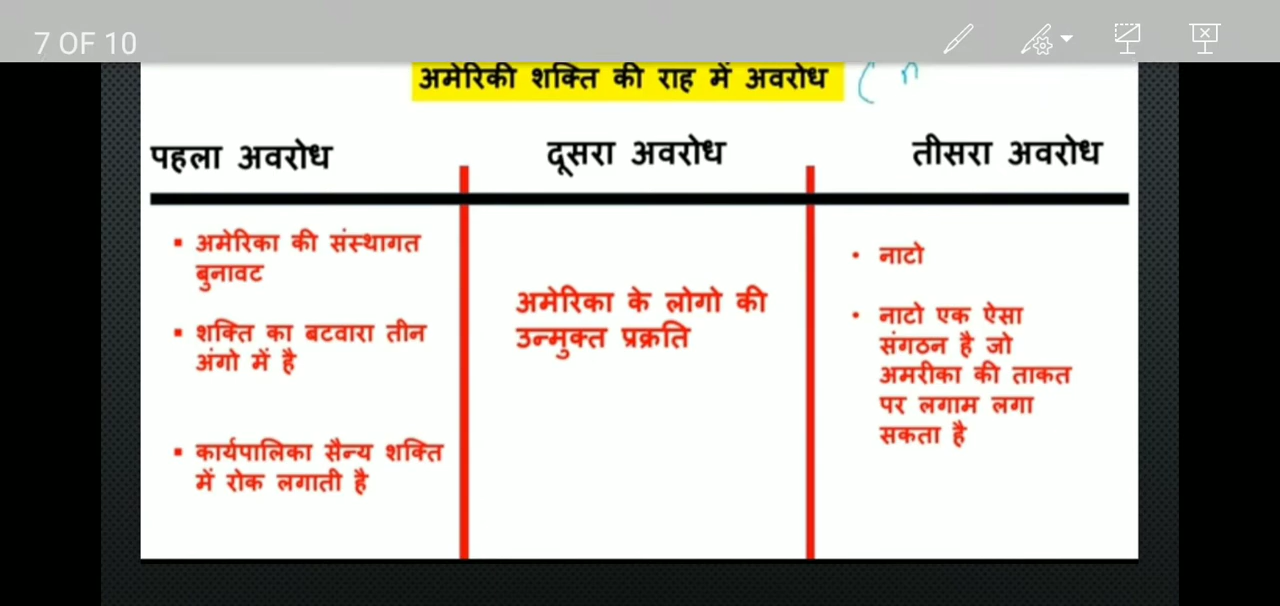 7 OF 10
अमेरिकी शक्ति की राह में अवरोध
पहला अवरोध
दूसरा अवरोध
तीसरा अवरोध
▪ अमेरिका की संस्थागत
बुनावट
▪ शक्ति का बटवारा तीन
अंगो में है
▪ कार्यपालिका सैन्य शक्ति
में रोक लगाती है
अमेरिका के लोगो की
उन्मुक्त प्रक्रति
• नाटो
• नाटो एक ऐसा
संगठन है जो
अमरीका की ताकत
पर लगाम लगा
सकता है